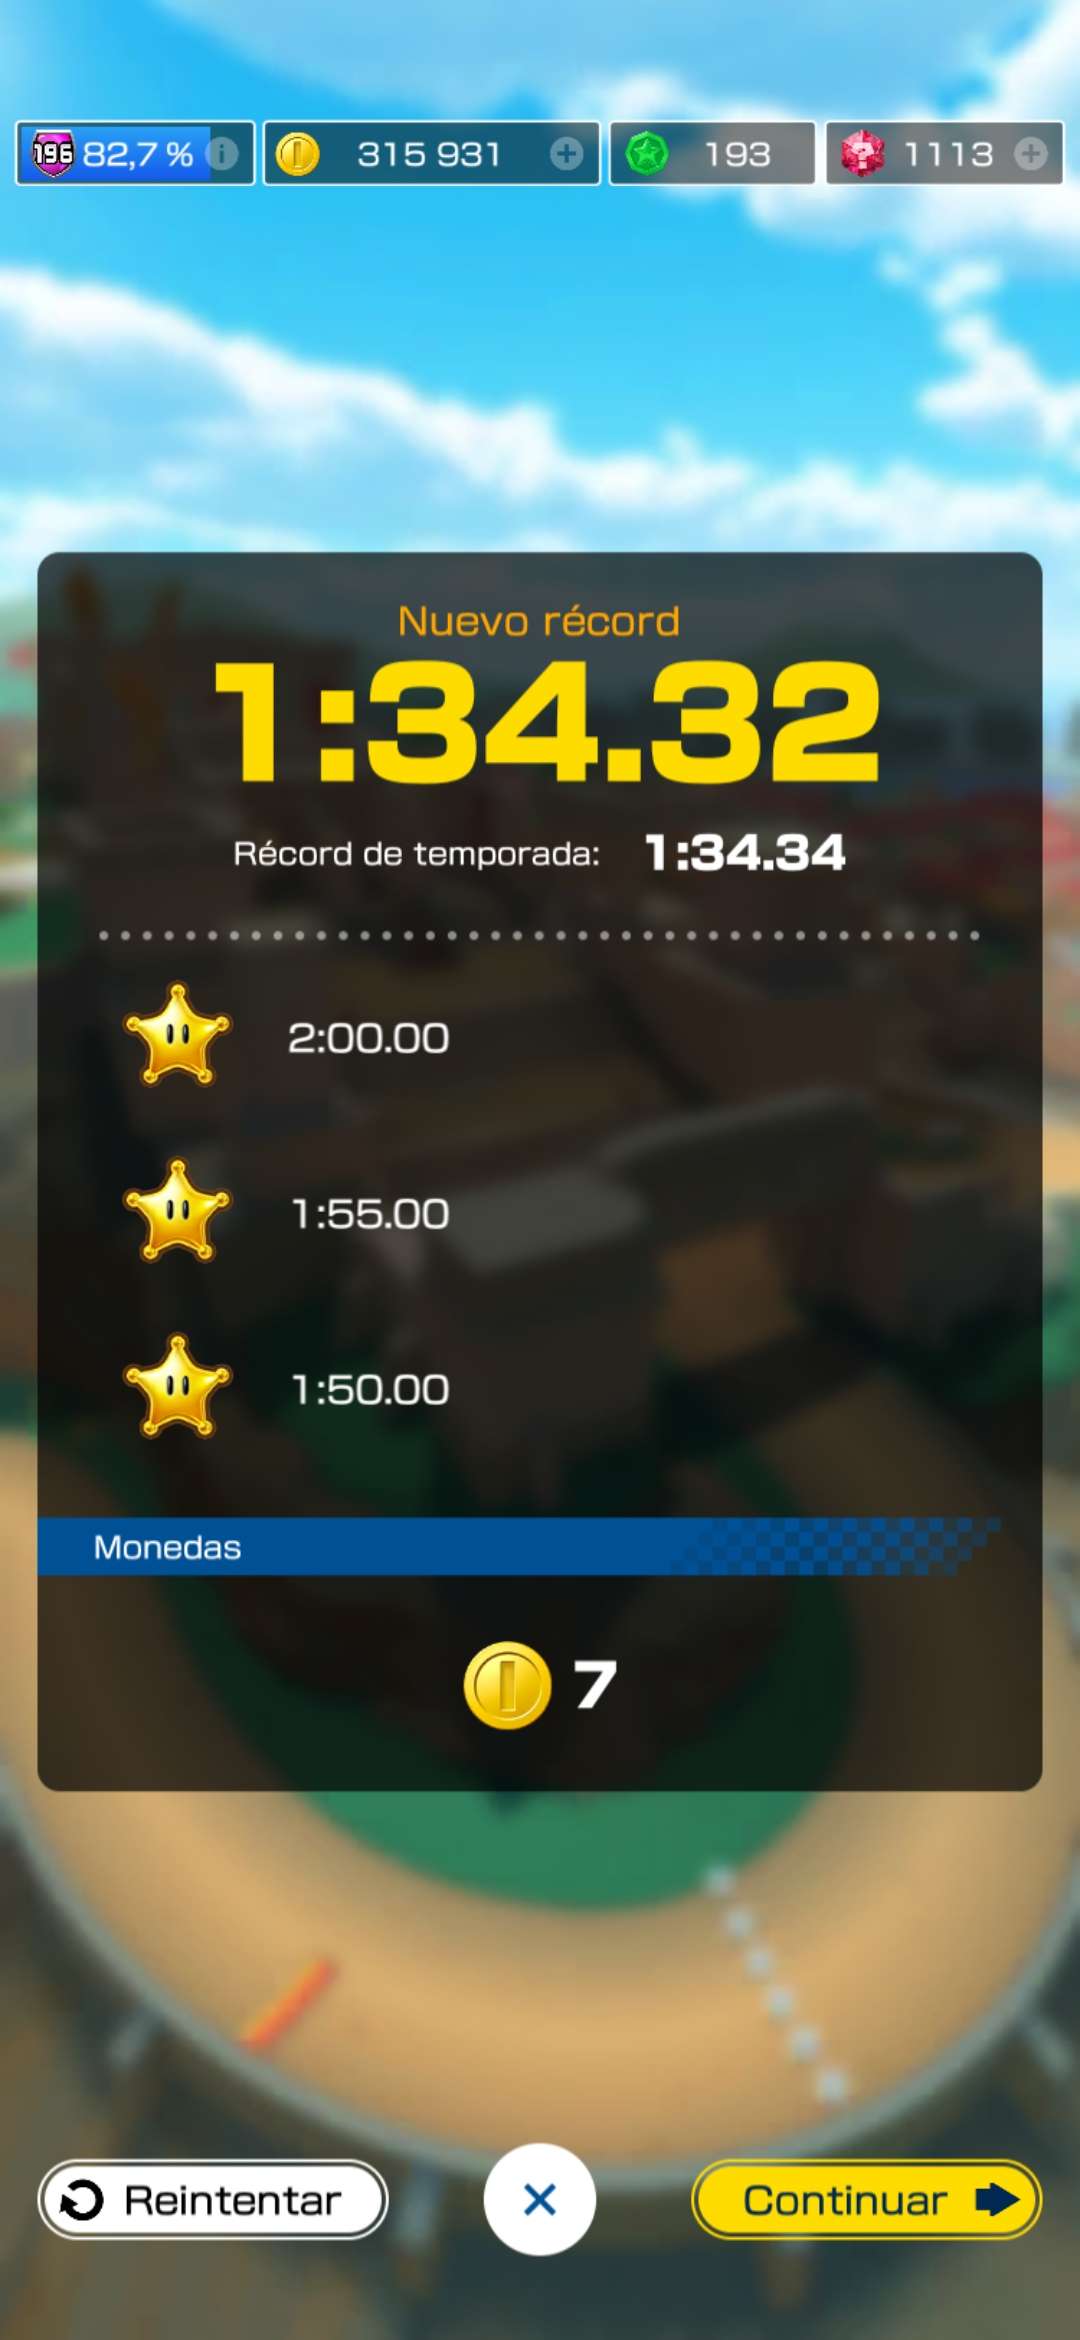 196 82,7 % 315 931 193 1113
Nuevo récord
1:34.32
Récord de temporada: 1:34.34
2:00.00
1:55.00
1:50.00
Monedas
7
Reintentar × Continuar